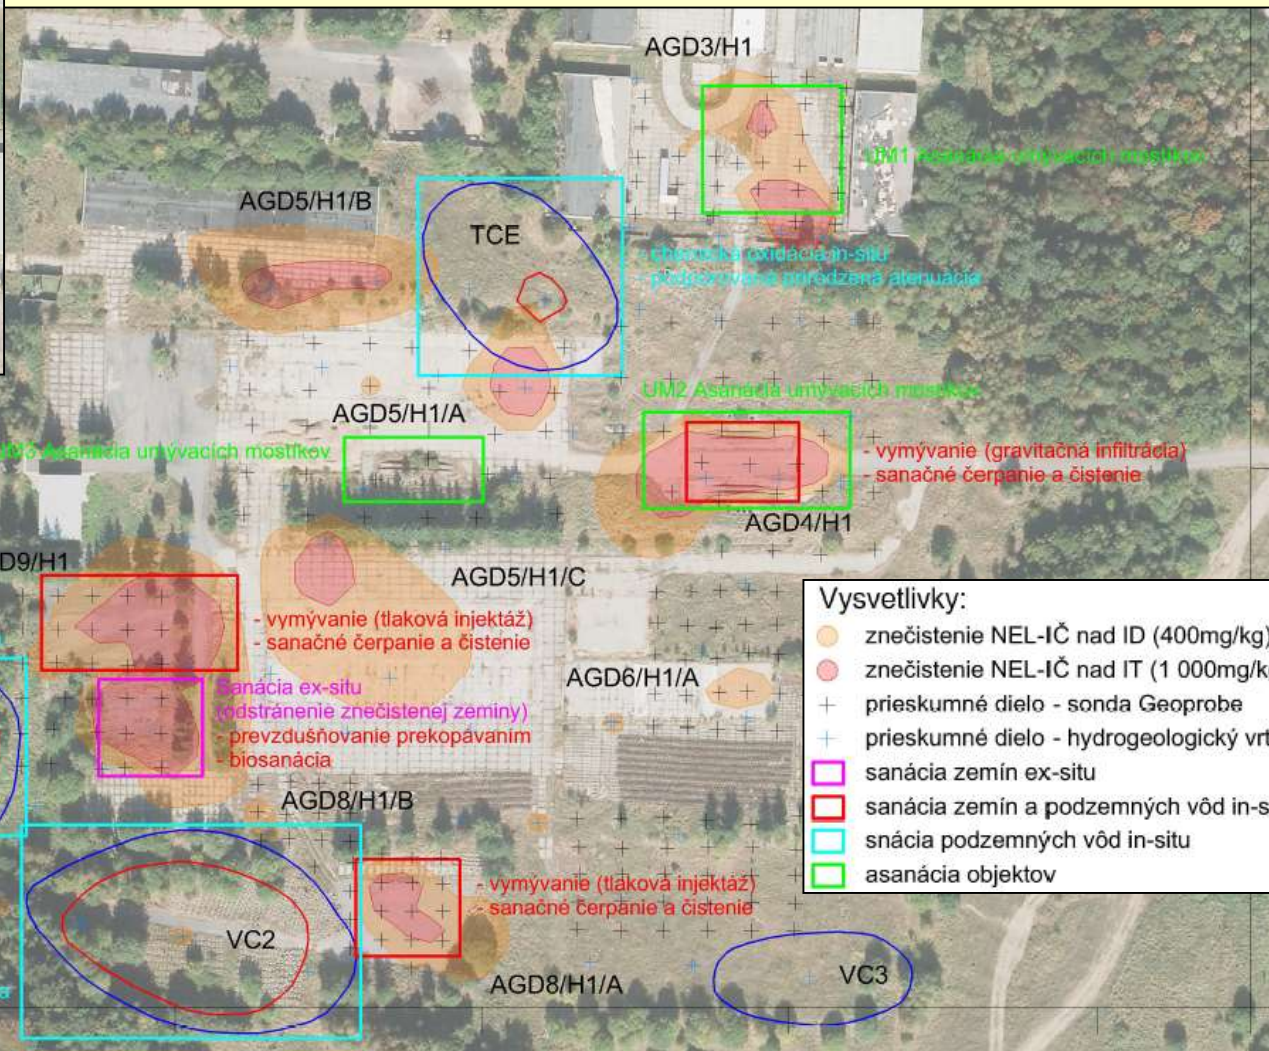 AGD3/H1
UM1 Asanácia umývacích mostíkov
AGD5/H1/B
TCE
- chemická oxidácia in-situ
- podporovaná prirodzená atenuácia
UM2 Asanácia umývacích mostíkov
AGD5/H1/A
UM3 Asanácia umývacích mostíkov
- vymývanie (gravitačná infiltrácia)
- sanačné čerpanie a čistenie
AGD4/H1
D9/H1
AGD5/H1/C
- vymývanie (tlaková injektáž)
- sanačné čerpanie a čistenie
AGD6/H1/A
Sanácia ex-situ
(odstránenie znečistenej zeminy)
- prevzdušňovanie prekopávaním
- biosanácia
AGD8/H1/B
- vymývanie (tlaková injektáž)
- sanačné čerpanie a čistenie
VC2
AGD8/H1/A
VC3
Vysvetlivky:
znečistenie NEL-IČ nad ID (400mg/kg)
znečistenie NEL-IČ nad IT (1 000mg/k
prieskumné dielo - sonda Geoprobe
prieskumné dielo - hydrogeologický vrt
sanácia zemín ex-situ
sanácia zemín a podzemných vôd in-s
snácia podzemných vôd in-situ
asanácia objektov